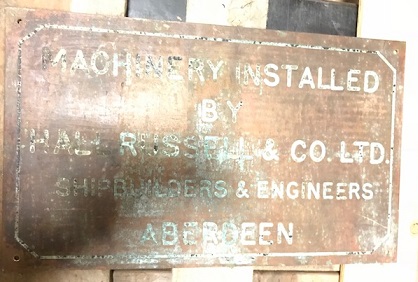 MACHINERY INSTALLED
BY
HALL RUSSELL & CO. LTD.
SHIPBUILDERS & ENGINEERS
ABERDEEN